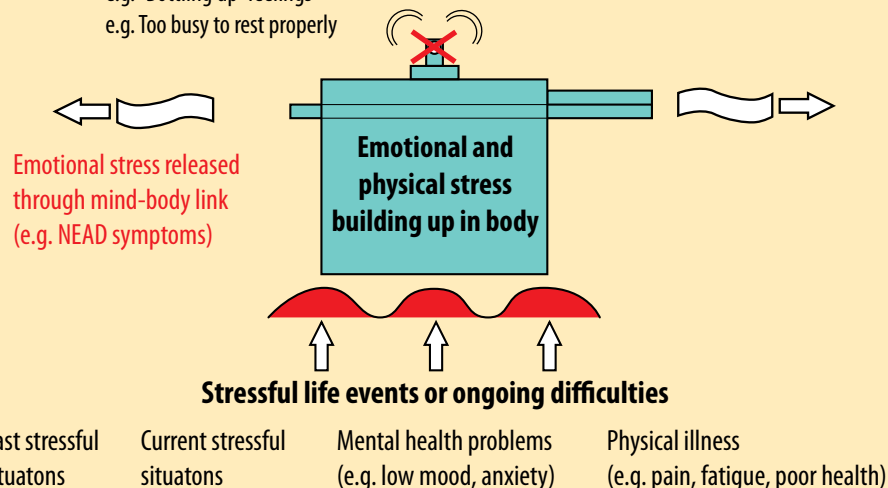 e.g. Too busy to rest properly
Emotional and
physical stress
building up in body
Emotional stress released
through mind-body link
(e.g. NEAD symptoms)
Stressful life events or ongoing difficulties
stressful
Current stressful
situatons
Mental health problems
(e.g. low mood, anxiety)
Physical illness
(e.g. pain, fatigue, poor health)